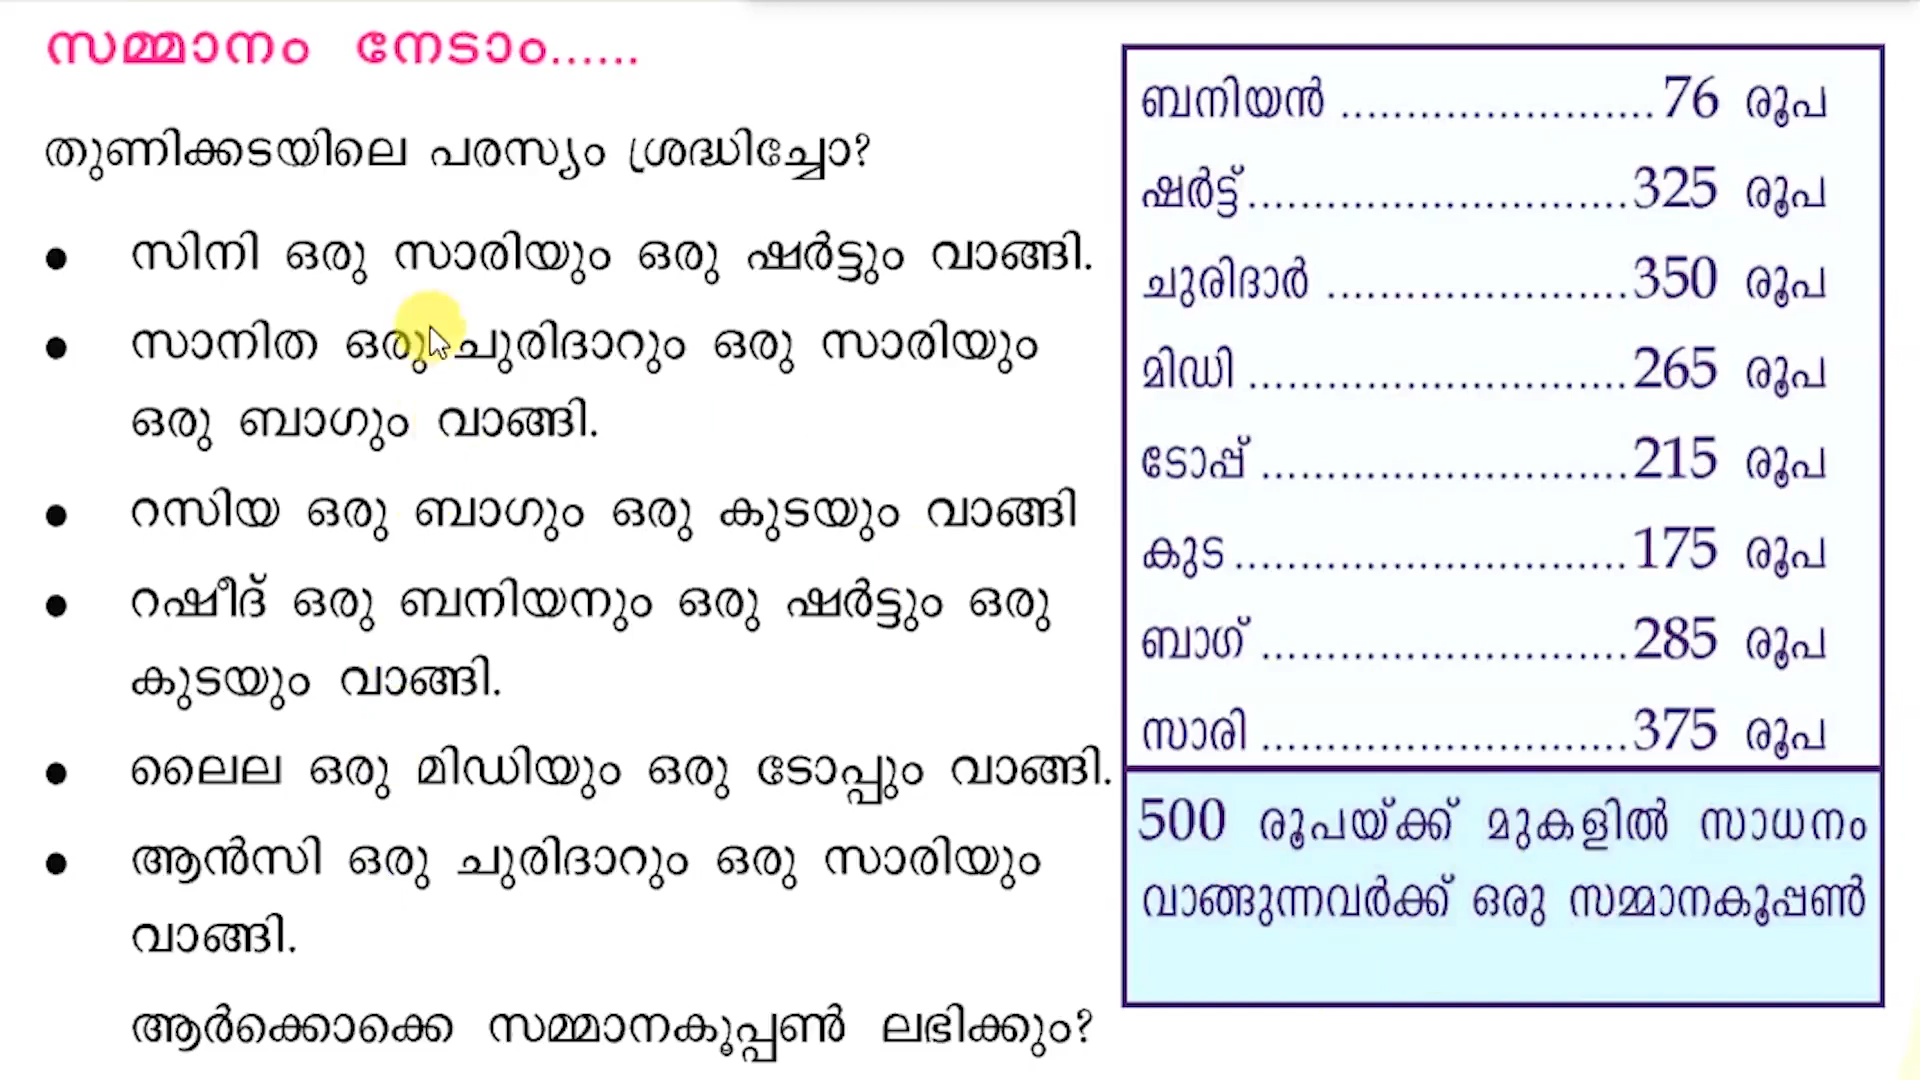 സമ്മാനം നേടാം......
തുണിക്കടയിലെ പരസ്യം ശ്രദ്ധിച്ചോ?
● സിനി ഒരു സാരിയും ഒരു ഷർട്ടും വാങ്ങി.
● സാനിത ഒരു ചുരിദാറും ഒരു സാരിയും
ഒരു ബാഗും വാങ്ങി.
● റസിയ ഒരു ബാഗും ഒരു കുടയും വാങ്ങി
● റഷീദ് ഒരു ബനിയനും ഒരു ഷർട്ടും ഒരു
കുടയും വാങ്ങി.
● ലൈല ഒരു മിഡിയും ഒരു ടോപ്പും വാങ്ങി.
● ആൻസി ഒരു ചുരിദാറും ഒരു സാരിയും
വാങ്ങി.
ആർക്കൊക്കെ സമ്മാനകൂപ്പൺ ലഭിക്കും?
ബനിയൻ ........................76 രൂപ
ഷർട്ട്.............................325 രൂപ
ചുരിദാർ .......................350 രൂപ
മിഡി .............................265 രൂപ
ടോപ്പ് ............................215 രൂപ
കുട..............................175 രൂപ
ബാഗ് ............................285 രൂപ
സാരി ............................375 രൂപ
500 രൂപയ്ക്ക് മുകളിൽ സാധനം
വാങ്ങുന്നവർക്ക് ഒരു സമ്മാനകൂപ്പൺ